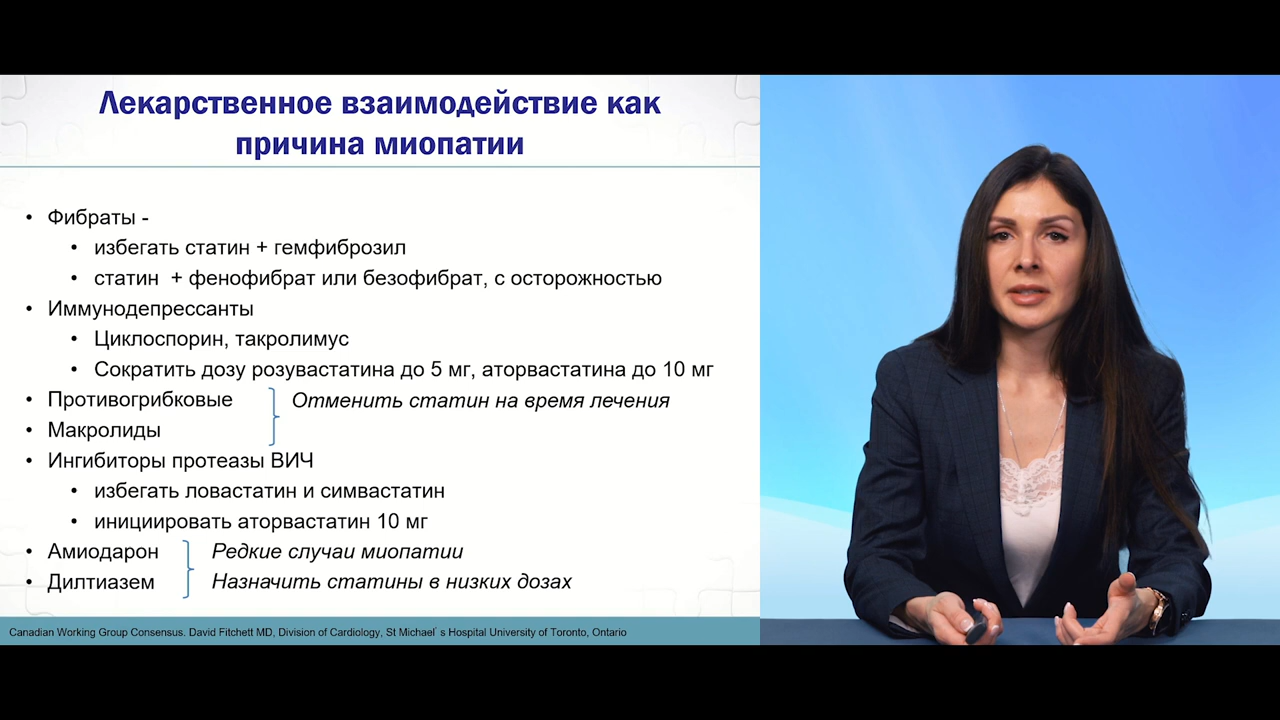 Лекарственное взаимодействие как
причина миопатии
• Фибраты -
• избегать статин + гемфиброзил
• статин + фенофибрат или безофибрат, с осторожностью
• Иммунодепрессанты
• Циклоспорин, такролимус
• Сократить дозу розувастатина до 5 мг, аторвастатина до 10 мг
• Противогрибковые
Отменить статин на время лечения
• Макролиды
• Ингибиторы протеазы ВИЧ
• избегать ловастатин и симвастатин
• инициировать аторвастатин 10 мг
• Амиодарон
Редкие случаи миопатии
• Дилтиазем
Назначить статины в низких дозах
Canadian Working Group Consensus. David Fitchett MD, Division of Cardiology, St Michael´ s Hospital University of Toronto, Ontario